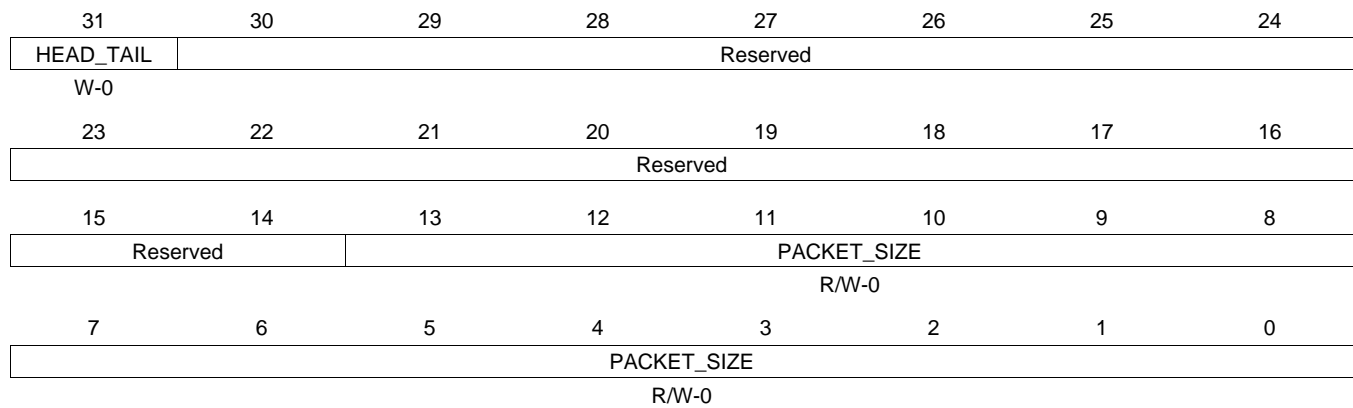 31 30 29 28 27 26 25 24
HEAD_TAIL Reserved
W-0
23 22 21 20 19 18 17 16
Reserved
15 14 13 12 11 10 9 8
Reserved PACKET_SIZE
R/W-0
7 6 5 4 3 2 1 0
PACKET_SIZE
R/W-0